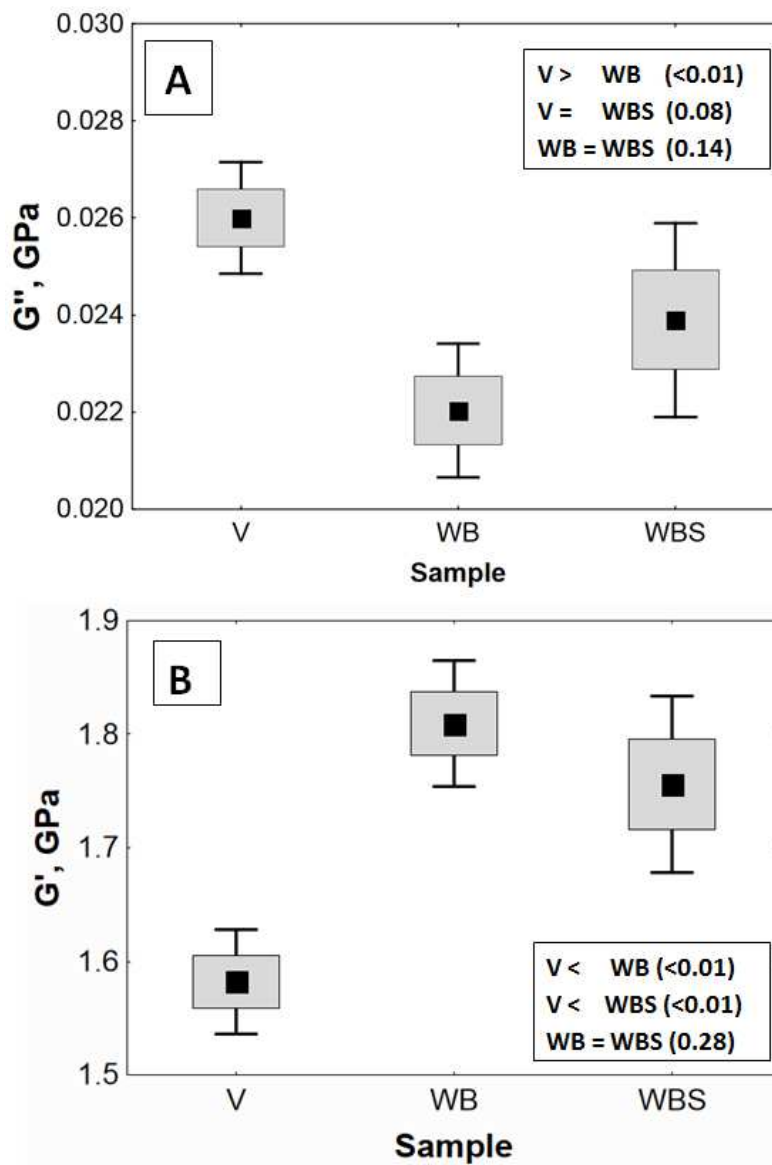 A
V > WB (<0.01)
V = WBS (0.08)
WB = WBS (0.14)
G", GPa
0.030
0.028
0.026
0.024
0.022
0.020
V WB WBS
Sample
B
G', GPa
1.9
1.8
1.7
1.6
1.5
V < WB (<0.01)
V < WBS (<0.01)
WB = WBS (0.28)
V WB WBS
Sample